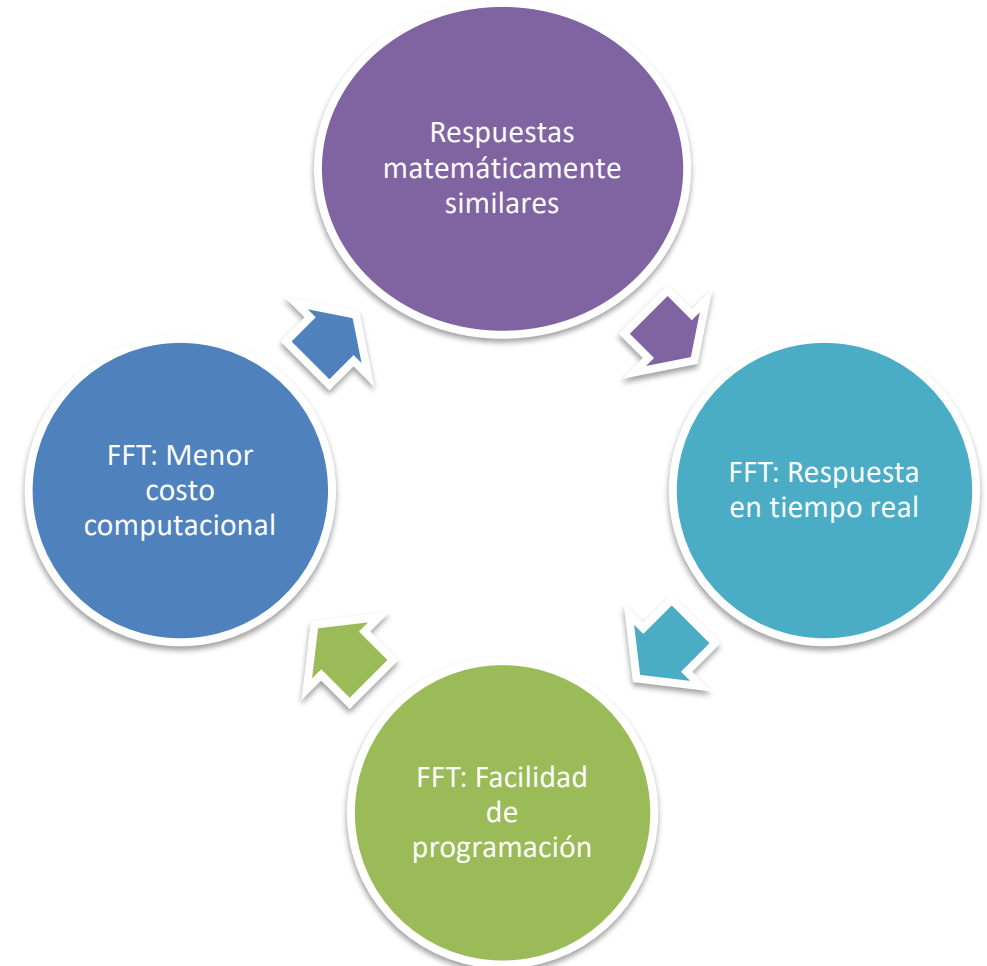 Respuestas
matemáticamente
similares
FFT: Menor
costo
computacional
FFT: Respuesta
en tiempo real
FFT: Facilidad
de
programación